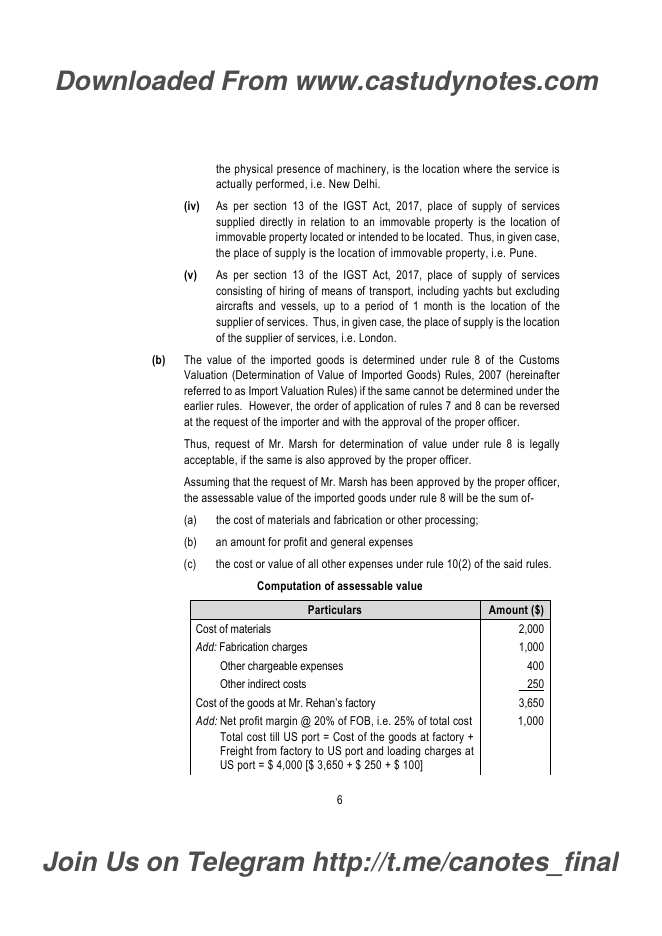 Downloaded From www.castudynotes.com
the physical presence of machinery, is the location where the service is
actually performed, i.e. New Delhi.
(iv) As per section 13 of the IGST Act, 2017, place of supply of services
supplied directly in relation to an immovable property is the location of
immovable property located or intended to be located. Thus, in given case,
the place of supply is the location of immovable property, i.e. Pune.
(v) As per section 13 of the IGST Act, 2017, place of supply of services
consisting of hiring of means of transport, including yachts but excluding
aircrafts and vessels, up to a period of 1 month is the location of the
supplier of services. Thus, in given case, the place of supply is the location
of the supplier of services, i.e. London.
(b) The value of the imported goods is determined under rule 8 of the Customs
Valuation (Determination of Value of Imported Goods) Rules, 2007 (hereinafter
referred to as Import Valuation Rules) if the same cannot be determined under the
earlier rules. However, the order of application of rules 7 and 8 can be reversed
at the request of the importer and with the approval of the proper officer.
Thus, request of Mr. Marsh for determination of value under rule 8 is legally
acceptable, if the same is also approved by the proper officer.
Assuming that the request of Mr. Marsh has been approved by the proper officer,
the assessable value of the imported goods under rule 8 will be the sum of-
(a) the cost of materials and fabrication or other processing;
(b) an amount for profit and general expenses
(c) the cost or value of all other expenses under rule 10(2) of the said rules.
Computation of assessable value
Particulars Amount ($)
Cost of materials 2,000
Add: Fabrication charges 1,000
Other chargeable expenses 400
Other indirect costs 250
Cost of the goods at Mr. Rehan's factory 3,650
Add: Net profit margin @ 20% of FOB, i.e. 25% of total cost 1,000
Total cost till US port = Cost of the goods at factory +
Freight from factory to US port and loading charges at
US port = $ 4,000 [$ 3,650 + $ 250 + $ 100]
6
Join Us on Telegram http://t.me/canotes_final